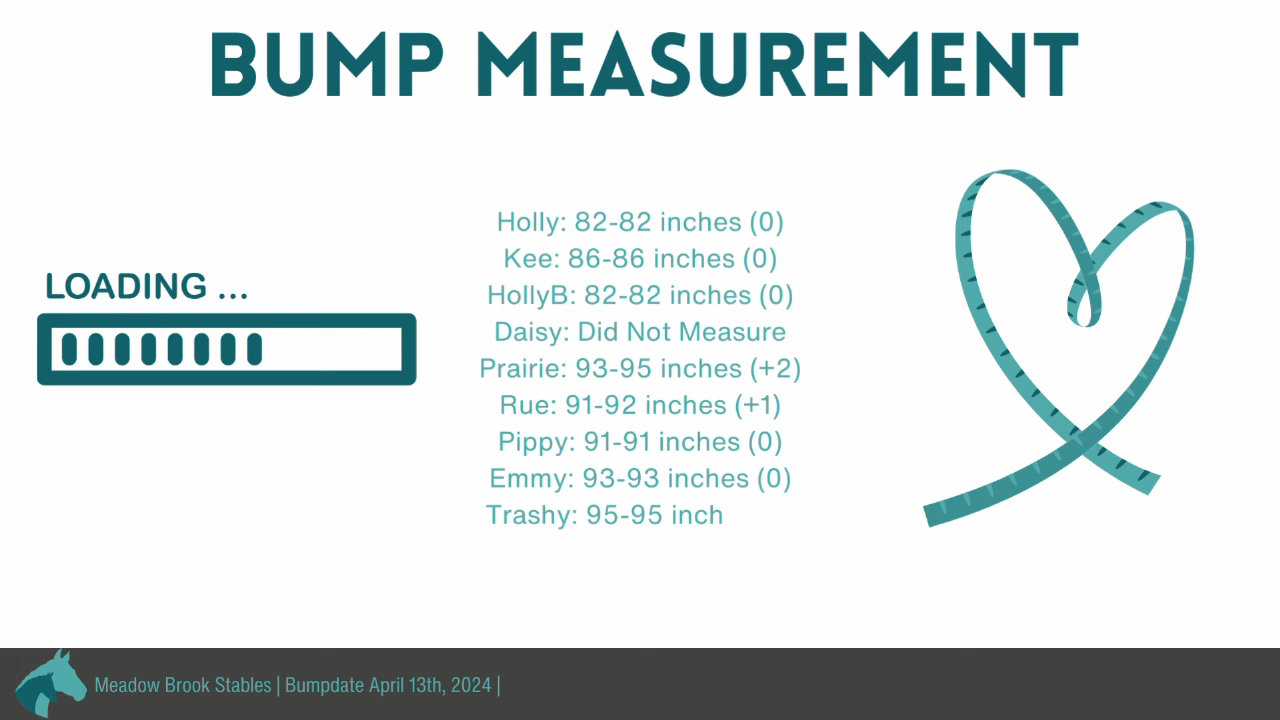 BUMP MEASUREMENT
LOADING ...
Holly: 82-82 inches (0)
Kee: 86-86 inches (0)
HollyB: 82-82 inches (0)
Daisy: Did Not Measure
Prairie: 93-95 inches (+2)
Rue: 91-92 inches (+1)
Pippy: 91-91 inches (0)
Emmy: 93-93 inches (0)
Trashy: 95-95 inch
Meadow Brook Stables | Bumpdate April 13th, 2024 |